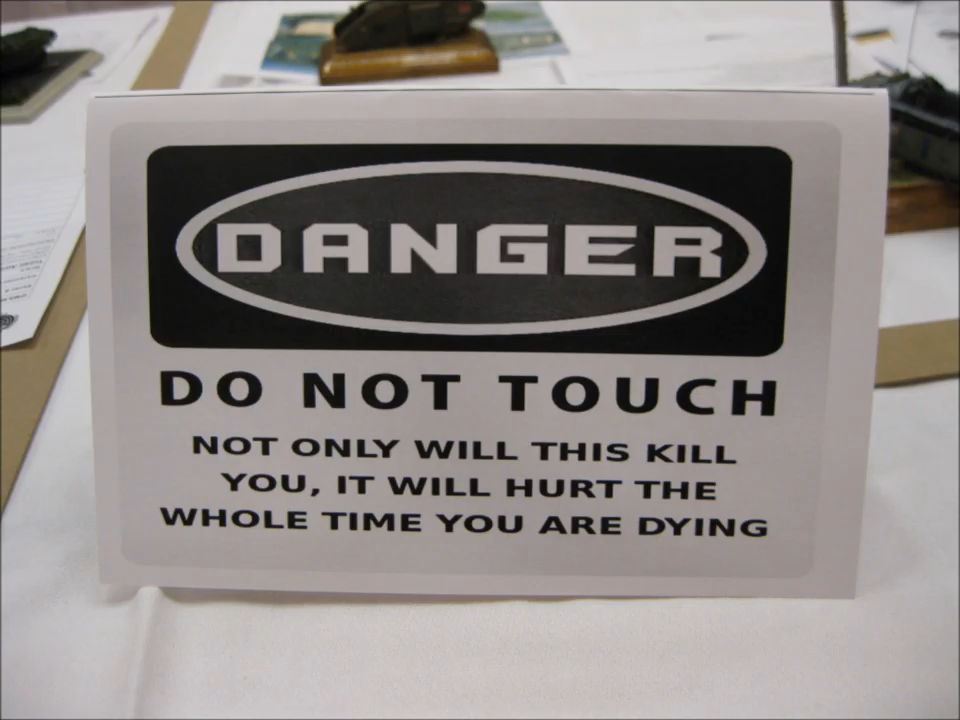 DANGER
DO NOT TOUCH
NOT ONLY WILL THIS KILL
YOU, IT WILL HURT THE
WHOLE TIME YOU ARE DYING